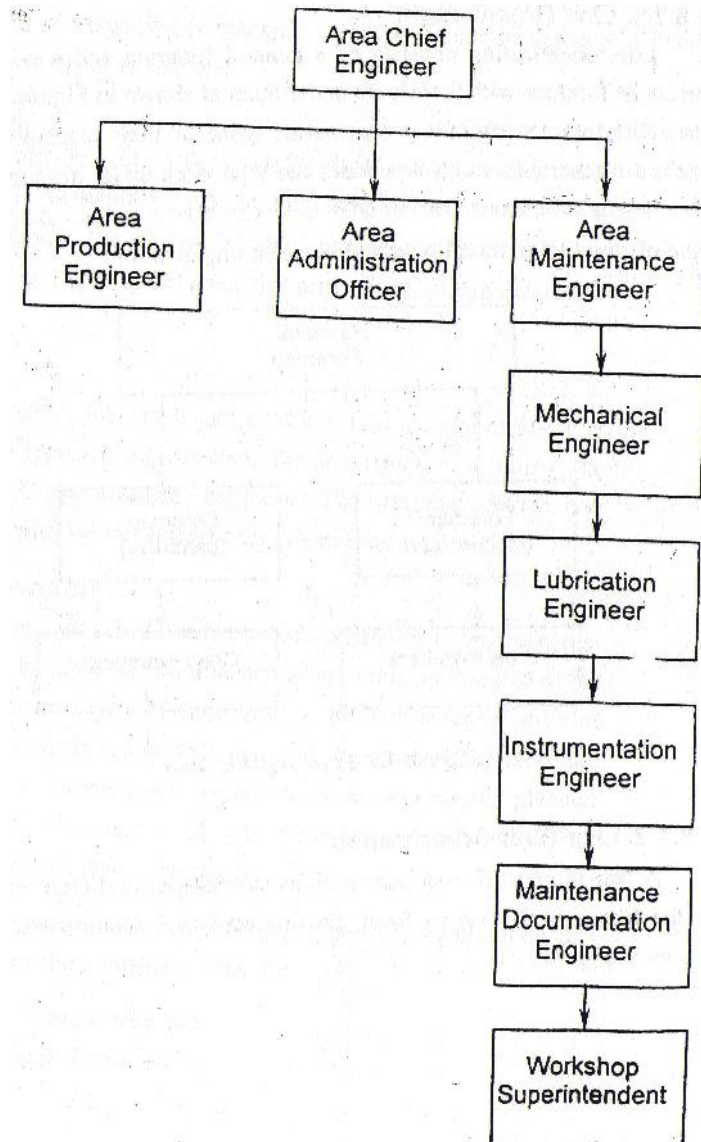 Area Chief
Engineer
Area
Production
Engineer
Area
Administration
Officer
Area
Maintenance
Engineer
Mechanical
Engineer
Lubrication
Engineer
Instrumentation
Engineer
Maintenance
Documentation
Engineer
Workshop
Superintendent